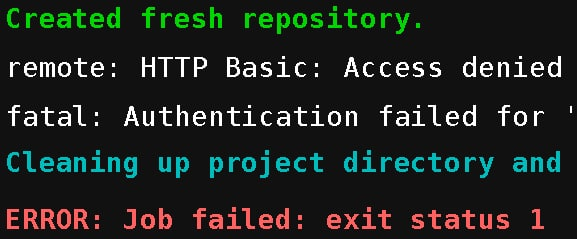 Created fresh repository.
remote: HTTP Basic: Access denied
fatal: Authentication failed for '
Cleaning up project directory and
ERROR: Job failed: exit status 1